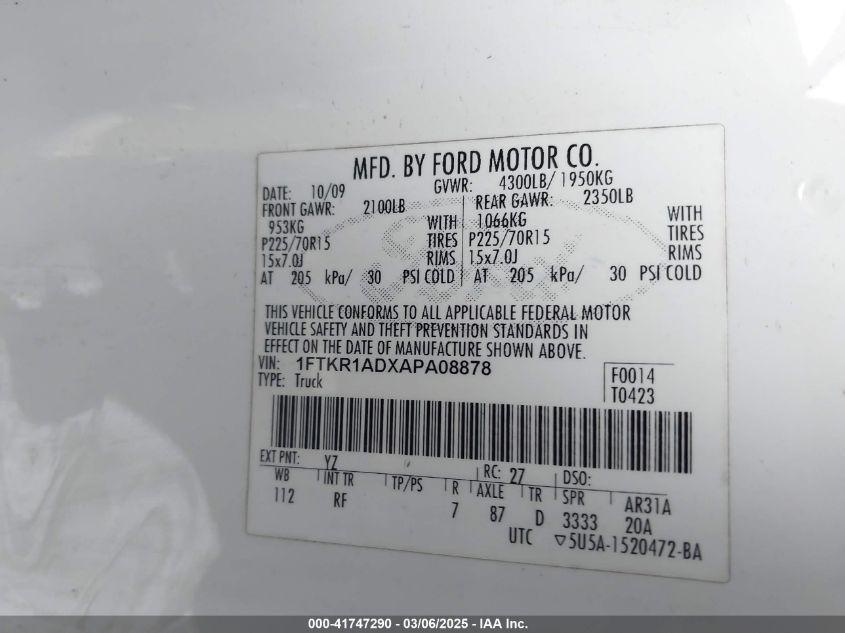 MFD. BY FORD MOTOR CO.
DATE: 10/09 GVWR: 4300LB/ 1950KG
FRONT GAWR: 2100LB REAR GAWR: 2350LB
953KG WITH 1066KG WITH
P225/70R15 TIRES P225/70R15 TIRES
15x7.0J RIMS 15x7.0J RIMS
AT 205 kPa/ 30 PSI COLD AT 205 kPa/ 30 PSI COLD
THIS VEHICLE CONFORMS TO ALL APPLICABLE FEDERAL MOTOR
VEHICLE SAFETY AND THEFT PREVENTION STANDARDS IN
EFFECT ON THE DATE OF MANUFACTURE SHOWN ABOVE.
VIN: 1FTKR1ADXAPA08878 F0014
TYPE: Truck T0423
EXT PNT: YZ RC: 27 DSO:
WB INT TR TP/PS R AXLE TR SPR AR31A
112 RF 7 87 D 3333 20A
UTC ▽5U5A-1520472-BA
000-41747290 - 03/06/2025 - IAA Inc.